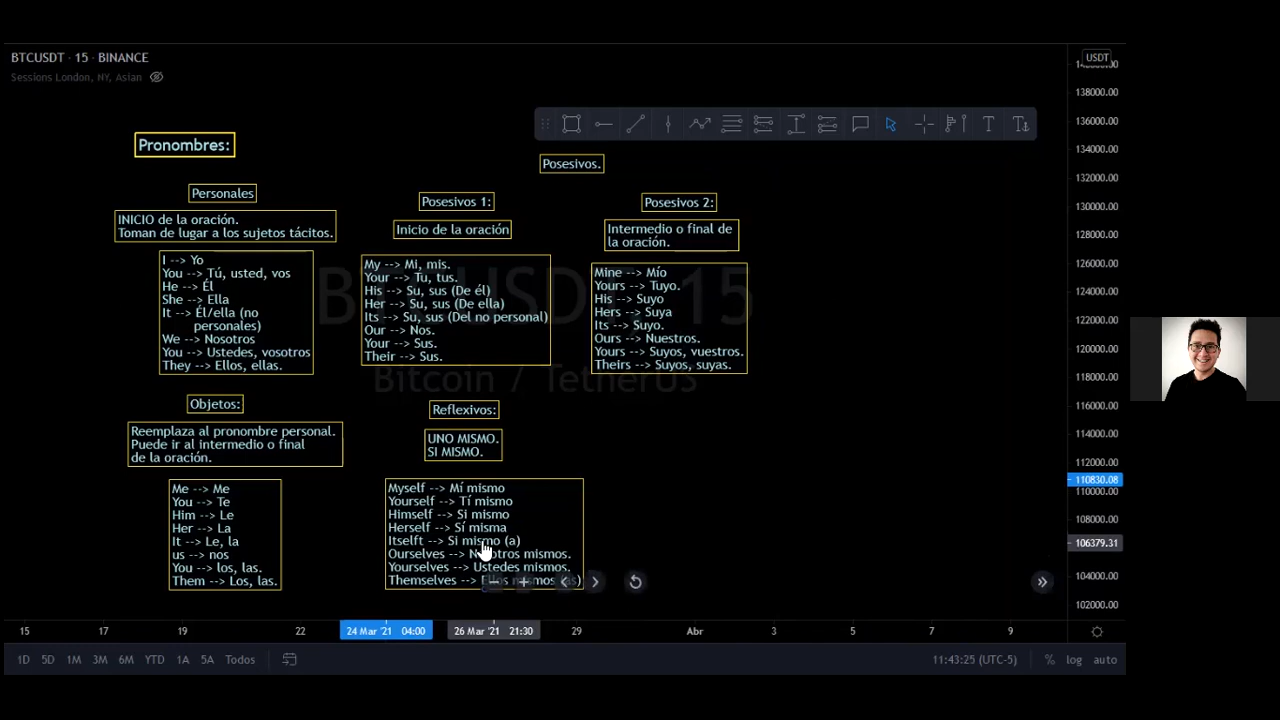 BTCUSDT · 15 · BINANCE
Sessions London, NY, Asian
Pronombres:
Personales
INICIO de la oración.
Toman de lugar a los sujetos tácitos.
I --> Yo
You --> Tú, usted, vos
He --> Él
She --> Ella
It --> Él/ella (no
personales)
We --> Nosotros
You --> Ustedes, vosotros
They --> Ellos, ellas.
Posesivos.
Posesivos 1:
Inicio de la oración
My --> Mi, mis.
Your --> Tu, tus.
His --> Su, sus (De él)
Her --> Su, sus (De ella)
Its --> Su, sus (Del no personal)
Our --> Nos.
Your --> Sus.
Their --> Sus.
Posesivos 2:
Intermedio o final de
la oración.
Mine --> Mío
Yours --> Tuyo.
His --> Suyo
Hers --> Suya
Its --> Suyo.
Ours --> Nuestros.
Yours --> Suyos, vuestros.
Theirs --> Suyos, suyas.
BTCUSDT, 15
Bitcoin / TetherUS
Objetos:
Reemplaza al pronombre personal.
Puede ir al intermedio o final
de la oración.
Me --> Me
You --> Te
Him --> Le
Her --> La
It --> Le, la
us --> nos
You --> los, las.
Them --> Los, las.
Reflexivos:
UNO MISMO.
SI MISMO.
Myself --> Mí mismo
Yourself --> Tí mismo
Himself --> Si mismo
Herself --> Sí misma
Itselft --> Si mismo (a)
Ourselves --> Nosotros mismos.
Yourselves --> Ustedes mismos.
Themselves --> Ellos mismos
USDT
138000.00
136000.00
134000.00
132000.00
130000.00
128000.00
126000.00
124000.00
122000.00
120000.00
118000.00
116000.00
114000.00
112000.00
110830.08
110000.00
108000.00
106379.31
104000.00
102000.00
15 17 19 22 24 Mar '21 04:00 26 Mar '21 21:30 29 Abr 3 5 7 9
1D 5D 1M 3M 6M YTD 1A 5A Todos
11:43:25 (UTC-5) % log auto